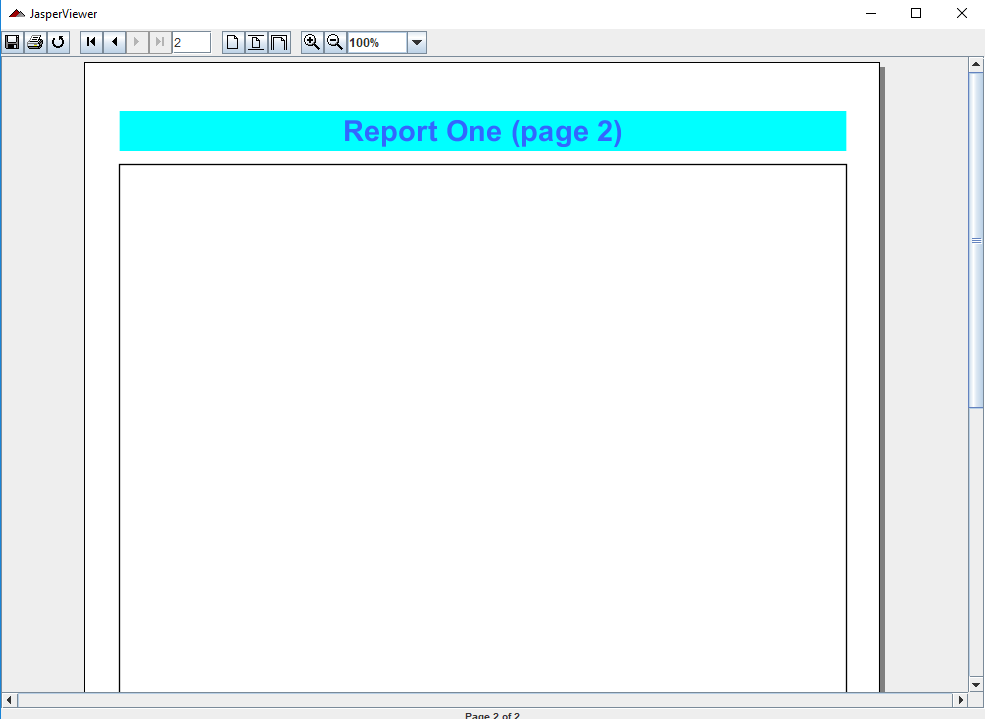 JasperViewer
2
100%
Report One (page 2)
Page 2 of 2